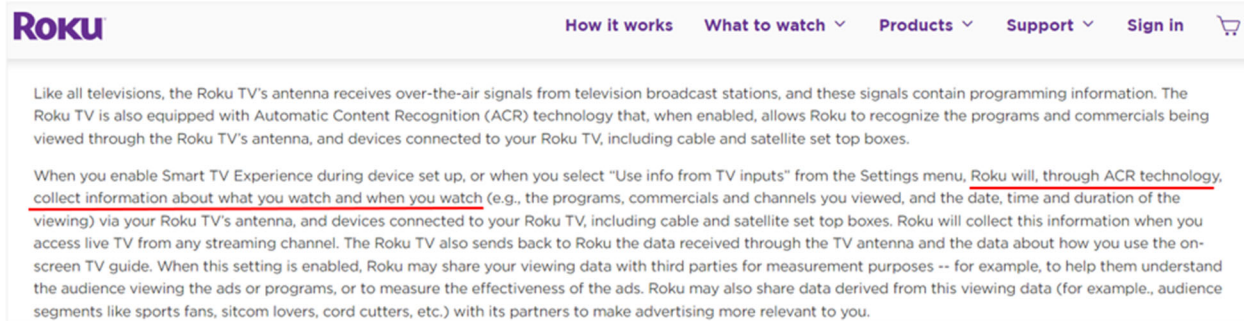 Roku
How it works What to watch Products Support Sign in
Like all televisions, the Roku TV's antenna receives over-the-air signals from television broadcast stations, and these signals contain programming information. The
Roku TV is also equipped with Automatic Content Recognition (ACR) technology that, when enabled, allows Roku to recognize the programs and commercials being
viewed through the Roku TV's antenna, and devices connected to your Roku TV, including cable and satellite set top boxes.
When you enable Smart TV Experience during device set up, or when you select "Use info from TV inputs" from the Settings menu, Roku will, through ACR technology,
collect information about what you watch and when you watch (e.g., the programs, commercials and channels you viewed, and the date, time and duration of the
viewing) via your Roku TV's antenna, and devices connected to your Roku TV, including cable and satellite set top boxes. Roku will collect this information when you
access live TV from any streaming channel. The Roku TV also sends back to Roku the data received through the TV antenna and the data about how you use the on-
screen TV guide. When this setting is enabled, Roku may share your viewing data with third parties for measurement purposes -- for example, to help them understand
the audience viewing the ads or programs, or to measure the effectiveness of the ads. Roku may also share data derived from this viewing data (for example., audience
segments like sports fans, sitcom lovers, cord cutters, etc.) with its partners to make advertising more relevant to you.